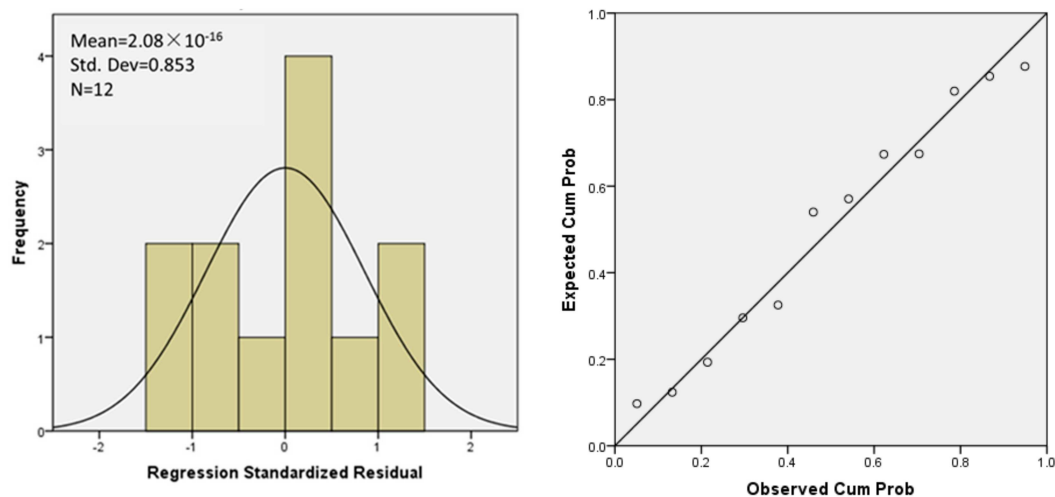 Mean=2.08×10⁻¹⁶
Std. Dev=0.853
N=12
Frequency
4
3
2
1
0
-2 -1 0 1 2
Regression Standardized Residual
Expected Cum Prob
1.0
0.8
0.6
0.4
0.2
0.0
0.0 0.2 0.4 0.6 0.8 1.0
Observed Cum Prob